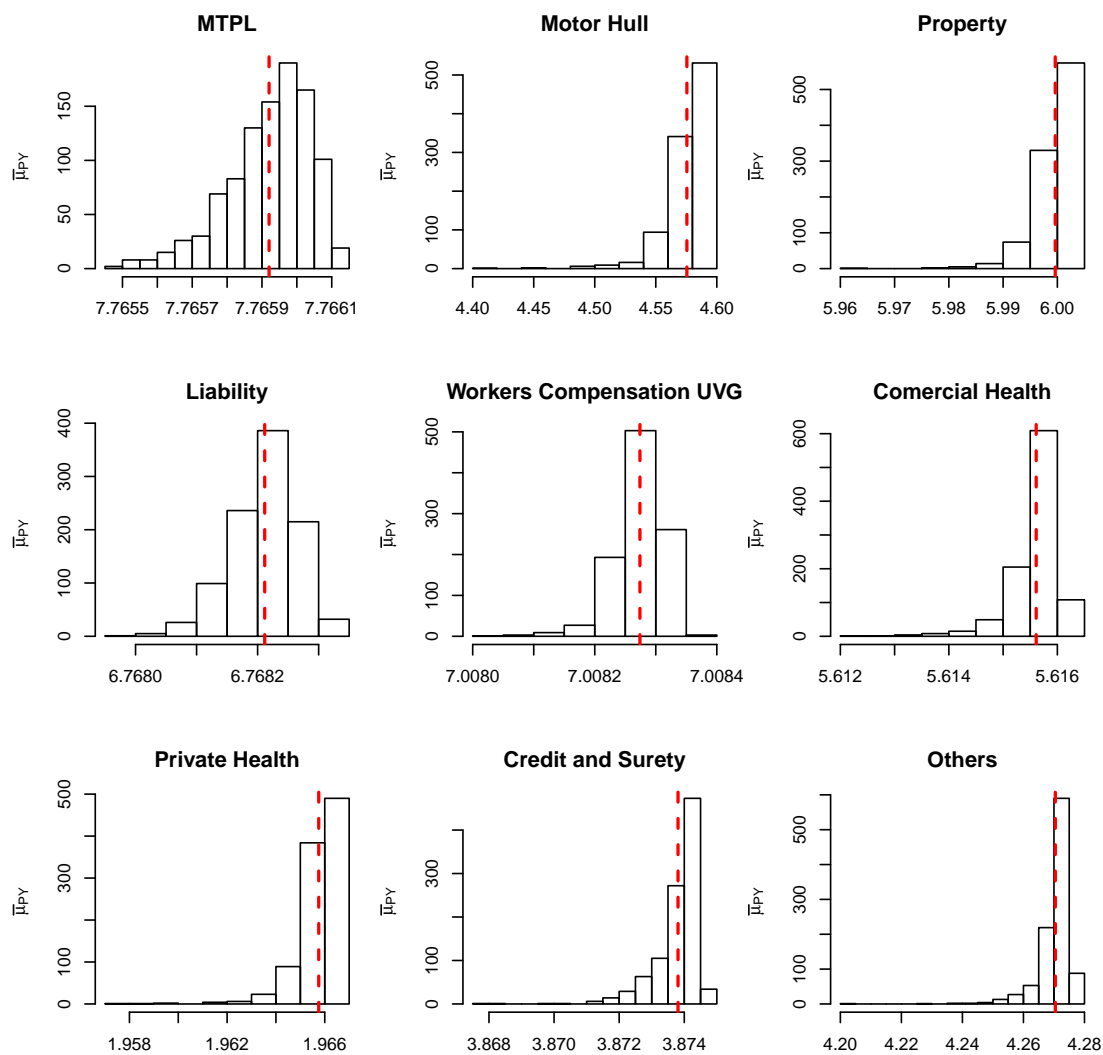 MTPL
μ̅PY
0 50 100 150
7.7655 7.7657 7.7659 7.7661
Motor Hull
μ̅PY
0 100 300 500
4.40 4.45 4.50 4.55 4.60
Property
μ̅PY
0 100 300 500
5.96 5.97 5.98 5.99 6.00
Liability
μ̅PY
0 100 200 300 400
6.7680 6.7682
Workers Compensation UVG
μ̅PY
0 100 300 500
7.0080 7.0082 7.0084
Comercial Health
μ̅PY
0 200 400 600
5.612 5.614 5.616
Private Health
μ̅PY
0 100 300 500
1.958 1.962 1.966
Credit and Surety
μ̅PY
0 100 300
3.868 3.870 3.872 3.874
Others
μ̅PY
0 100 300 500
4.20 4.22 4.24 4.26 4.28